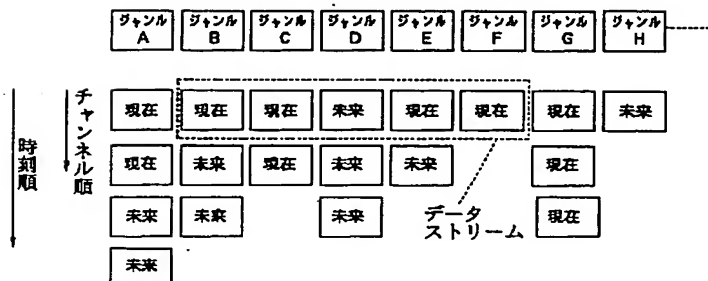 ジャンル ジャンル ジャンル ジャンル ジャンル ジャンル ジャンル ジャンル
A B C D E F G H
現在 現在 現在 未来 現在 現在 現在 未来
現在 未来 現在 未来 未来 現在
未来 未来 未来 現在
未来
チャンネル順
時刻順
データ
ストリーム